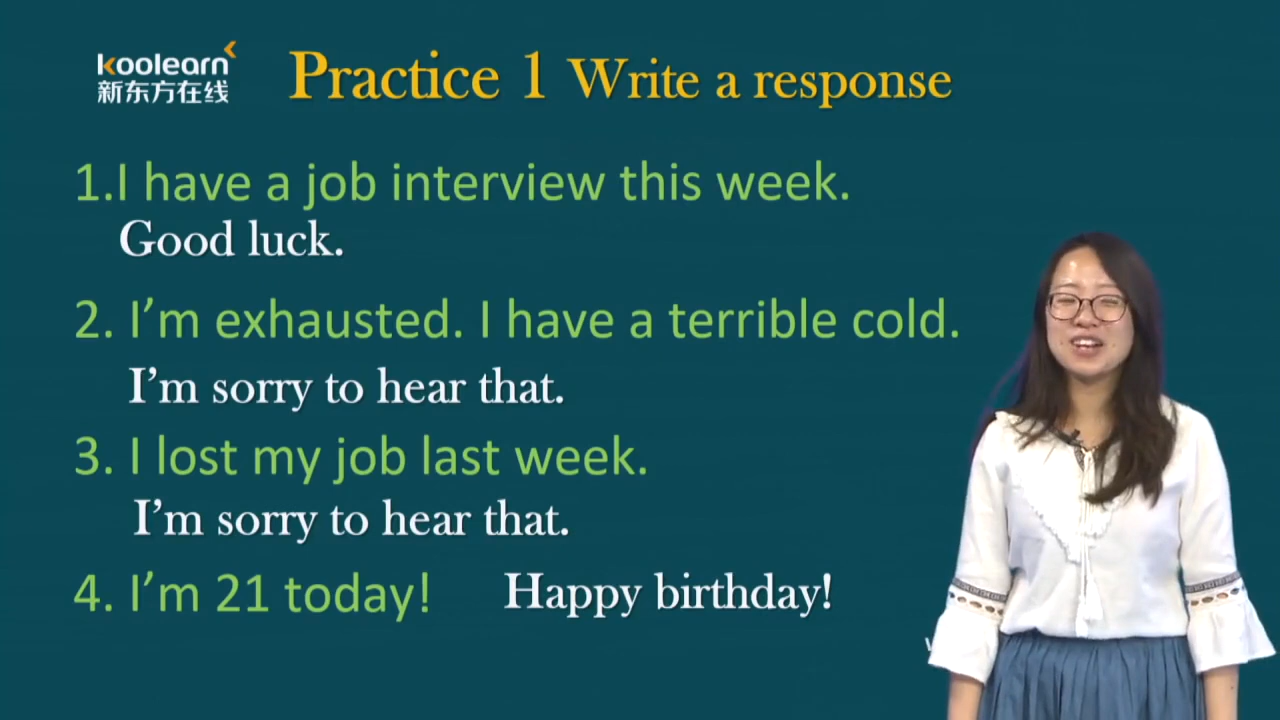 koolearn
新东方在线
Practice 1 Write a response
1.I have a job interview this week.
Good luck.
2. I’m exhausted. I have a terrible cold.
I’m sorry to hear that.
3. I lost my job last week.
I’m sorry to hear that.
4. I’m 21 today! Happy birthday!